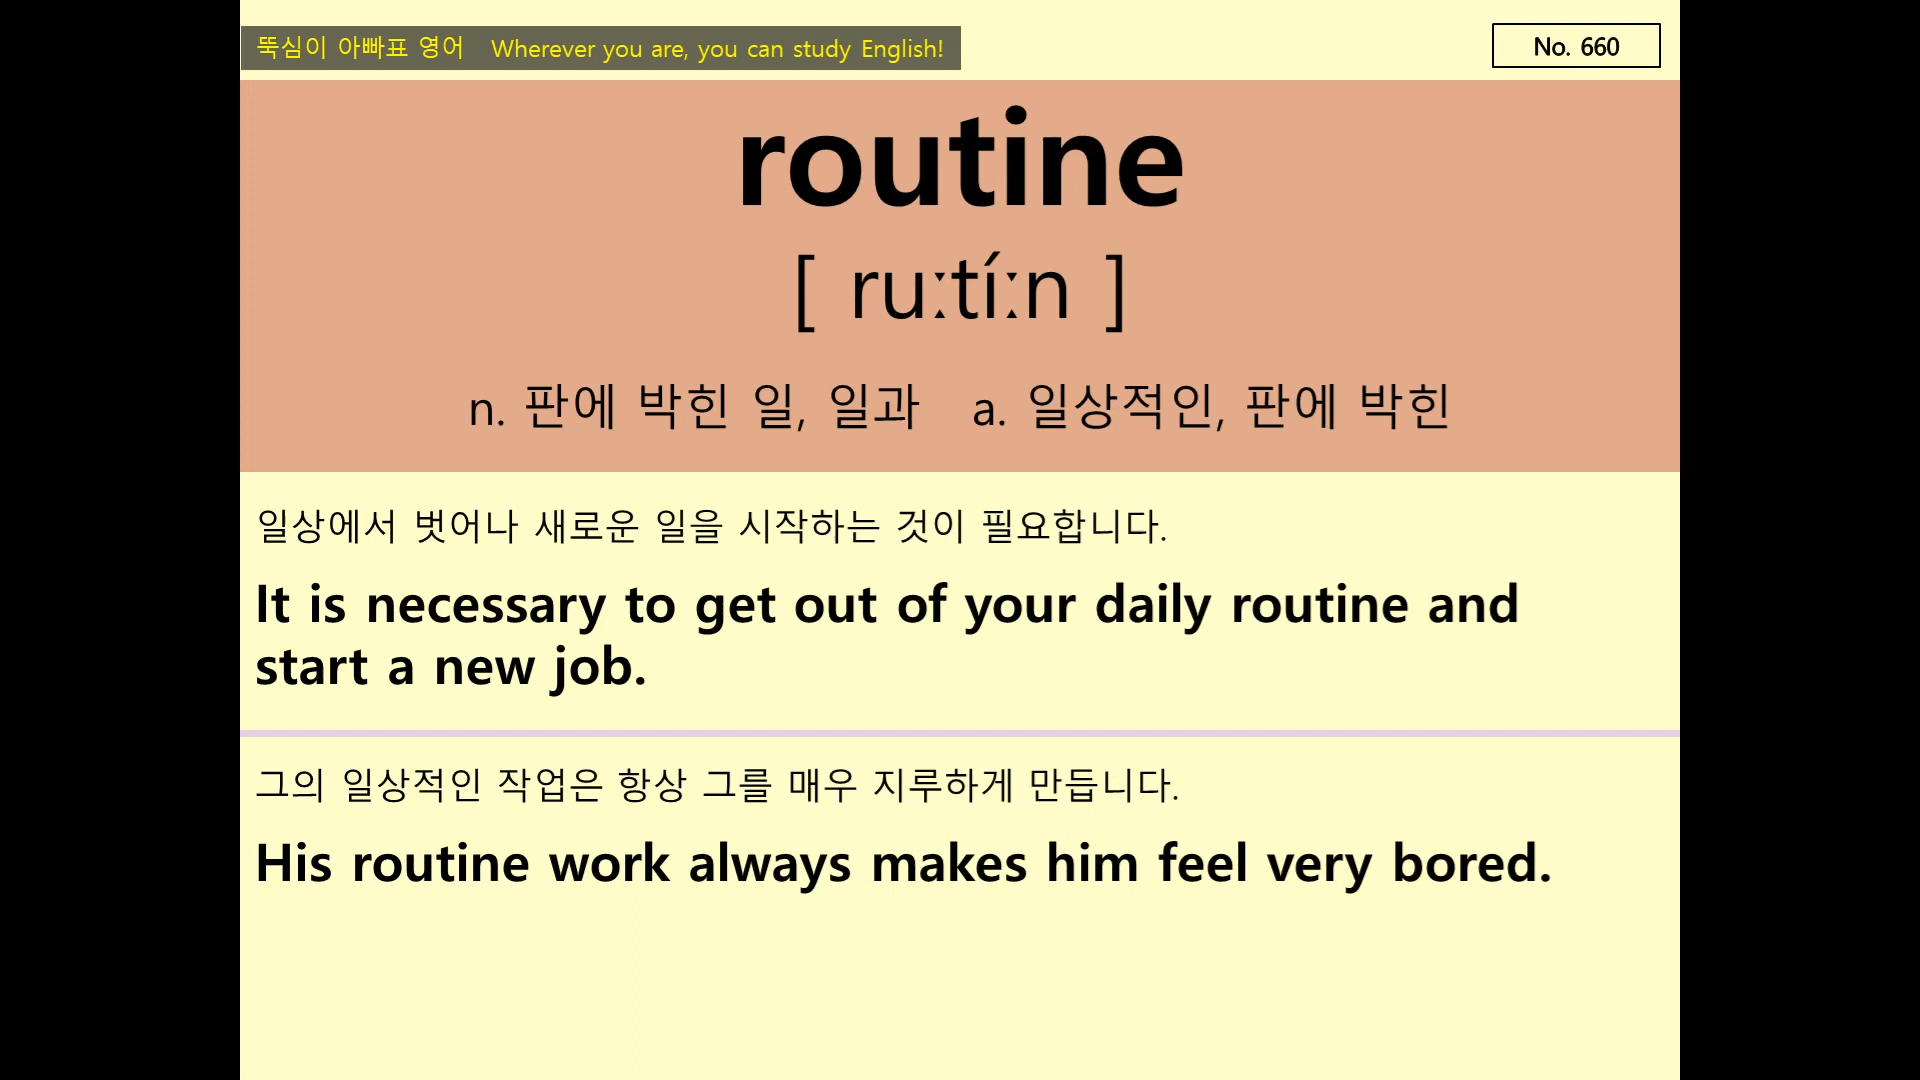 뚝심이 아빠표 영어 Wherever you are, you can study English!
No. 660
routine
[ ruːtíːn ]
n. 판에 박힌 일, 일과 a. 일상적인, 판에 박힌
일상에서 벗어나 새로운 일을 시작하는 것이 필요합니다.
It is necessary to get out of your daily routine and
start a new job.
그의 일상적인 작업은 항상 그를 매우 지루하게 만듭니다.
His routine work always makes him feel very bored.